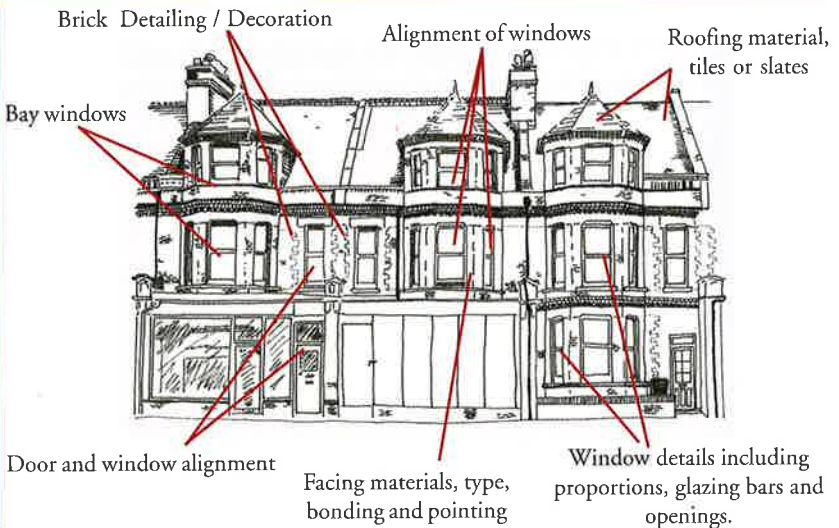 Brick Detailing / Decoration
Alignment of windows
Roofing material,
tiles or slates
Bay windows
Door and window alignment
Facing materials, type,
bonding and pointing
Window details including
proportions, glazing bars and
openings.